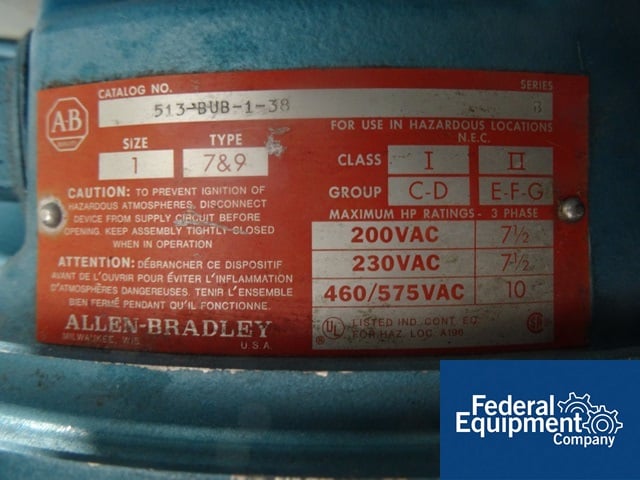 A-B
QUALITY
CATALOG NO.
SERIES
513-BUB-1-38
B
FOR USE IN HAZARDOUS LOCATIONS
N.E.C.
SIZE
TYPE
1
7&9
CLASS
I
II
GROUP
C-D
E-F-G
CAUTION: TO PREVENT IGNITION OF
HAZARDOUS ATMOSPHERES, DISCONNECT
DEVICE FROM SUPPLY CIRCUIT BEFORE
OPENING. KEEP ASSEMBLY TIGHTLY CLOSED
WHEN IN OPERATION
MAXIMUM HP RATINGS - 3 PHASE
200VAC
7½
230VAC
7½
460/575VAC
10
ATTENTION: DÉBRANCHER CE DISPOSITIF
AVANT DE L'OUVRIR POUR ÉVITER L'INFLAMMATION
D'ATMOSPHÈRES DANGEREUSES. TENIR L'ENSEMBLE
BIEN FERMÉ PENDANT QU'IL FONCTIONNE.
ALLEN-BRADLEY
MILWAUKEE, WIS.
U.S.A.
UL
LISTED IND. CONT. EQ.
FOR HAZ. LOC. A196
SA
Federal
Equipment
Company